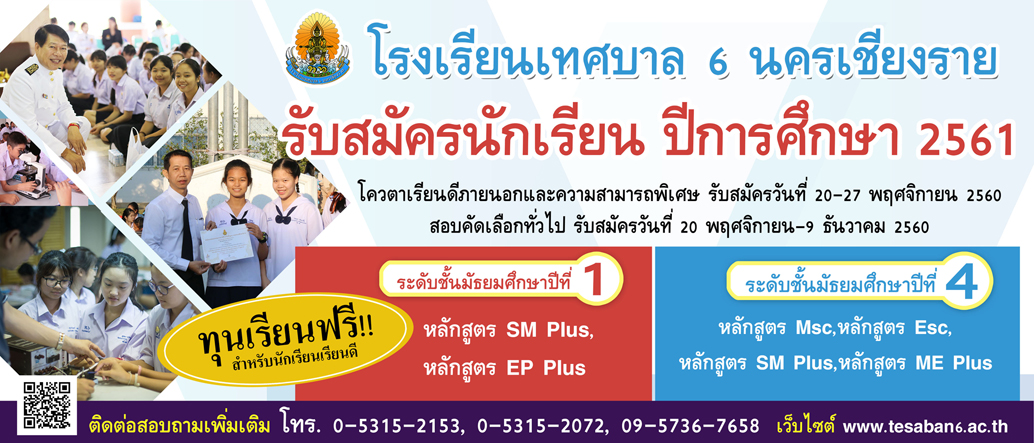 โรงเรียนเทศบาล 6 นครเชียงราย
รับสมัครนักเรียน ปีการศึกษา 2561
โควตาเรียนดีภายนอกและความสามารถพิเศษ รับสมัครวันที่ 20-27 พฤศจิกายน 2560
สอบคัดเลือกทั่วไป รับสมัครวันที่ 20 พฤศจิกายน-9 ธันวาคม 2560
ระดับชั้นมัธยมศึกษาปีที่ 1
หลักสูตร SM Plus,
หลักสูตร EP Plus
ระดับชั้นมัธยมศึกษาปีที่ 4
หลักสูตร Msc,หลักสูตร Esc,
หลักสูตร SM Plus,หลักสูตร ME Plus
ทุนเรียนฟรี!!
สำหรับนักเรียนเรียนดี
ติดต่อสอบถามเพิ่มเติม โทร. 0-5315-2153, 0-5315-2072, 09-5736-7658 เว็บไซต์ www.tesaban6.ac.th